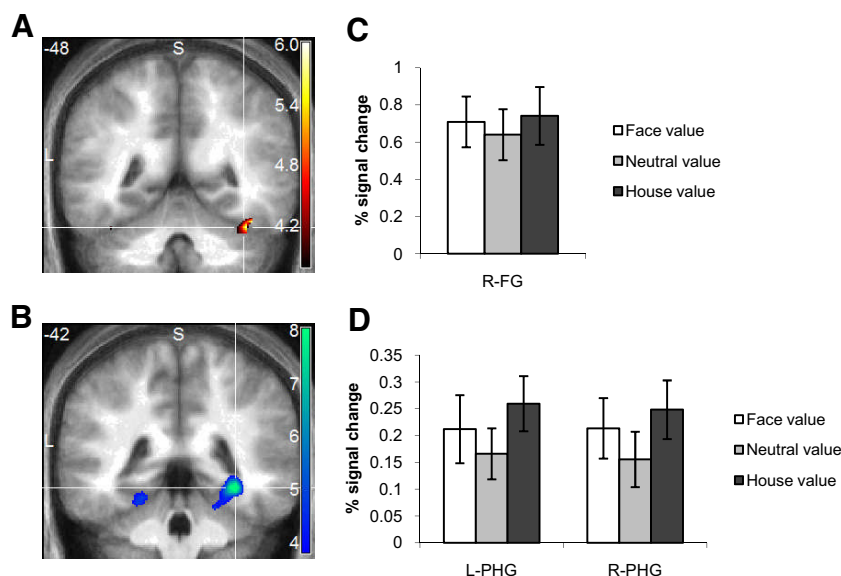 A
-48
S
6.0
5.4
4.8
4.2
L
B
-42
S
8
7
6
5
4
L
C
% signal change
1
0.8
0.6
0.4
0.2
0
R-FG
Face value
Neutral value
House value
D
% signal change
0.35
0.3
0.25
0.2
0.15
0.1
0.05
0
L-PHG
R-PHG
Face value
Neutral value
House value